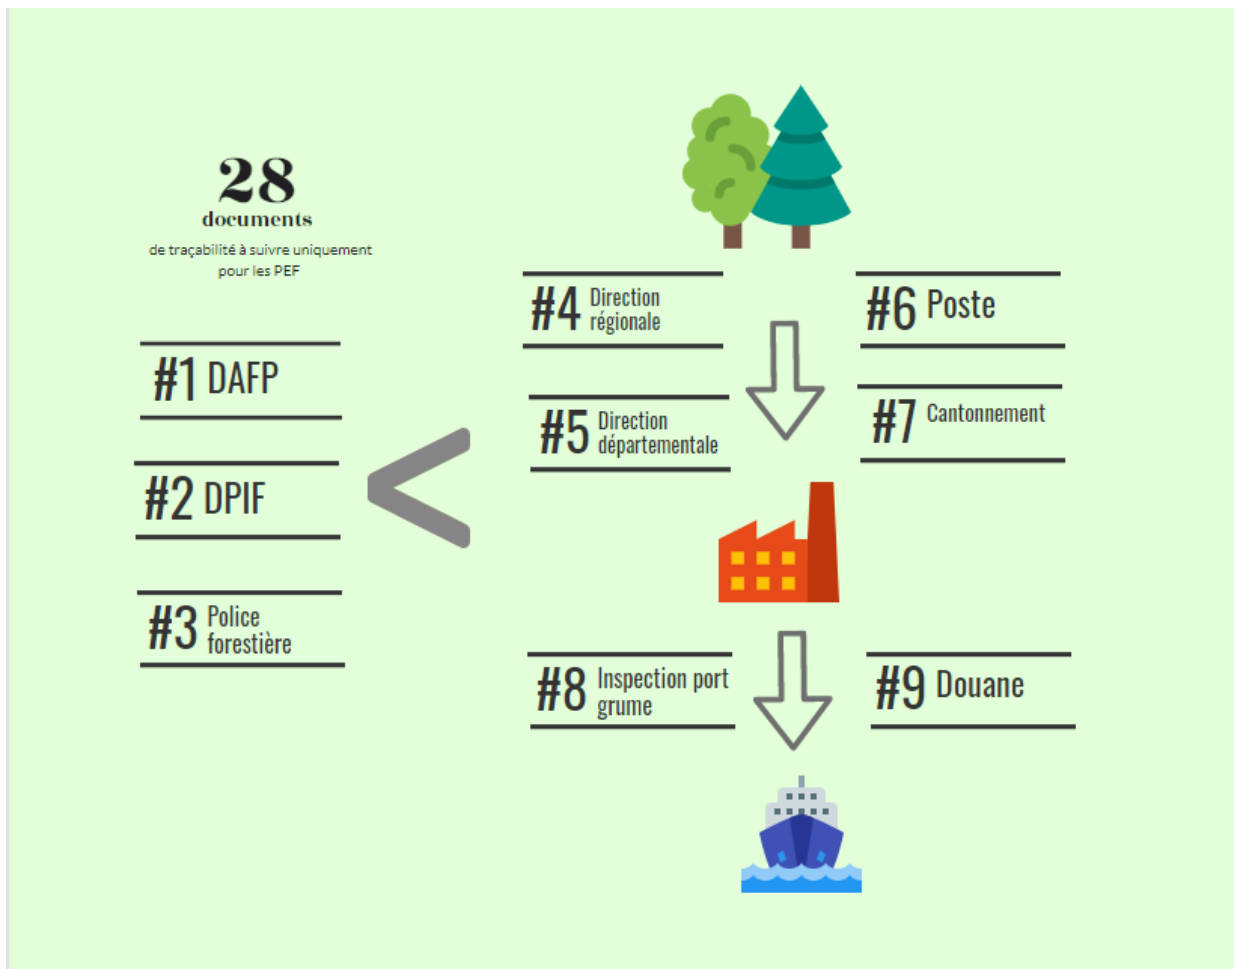 28
documents
de traçabilité à suivre uniquement
pour les PEF
#1 DAFP
#2 DPIF
#3 Police
forestière
#4 Direction
régionale
#5 Direction
départementale
#6 Poste
#7 Cantonnement
#8 Inspection port
grume
#9 Douane